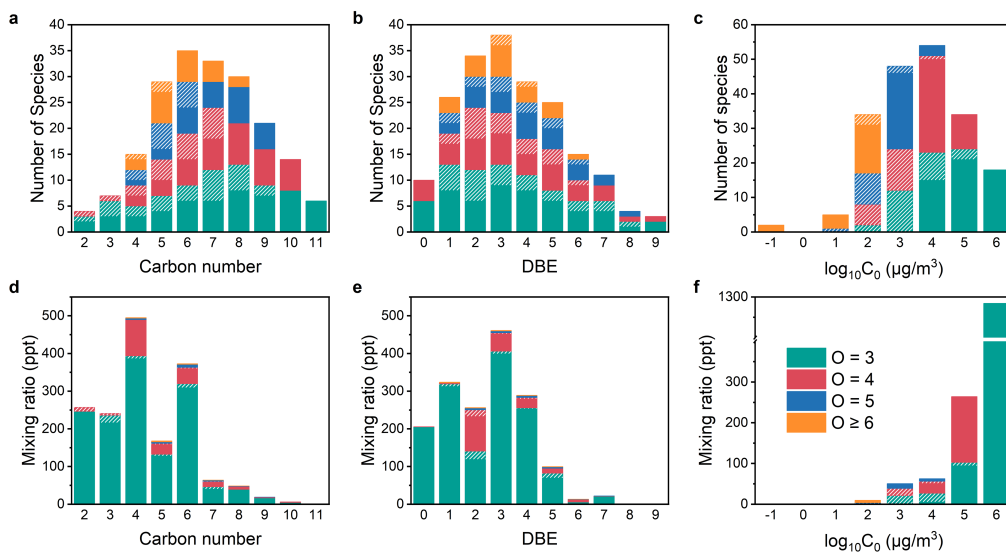 a
40
35
30
25
20
15
10
5
0
Number of Species
2 3 4 5 6 7 8 9 10 11
Carbon number
b
40
35
30
25
20
15
10
5
0
Number of Species
0 1 2 3 4 5 6 7 8 9
DBE
c
60
50
40
30
20
10
0
Number of species
-1 0 1 2 3 4 5 6
log10C0 (µg/m³)
d
500
400
300
200
100
0
Mixing ratio (ppt)
2 3 4 5 6 7 8 9 10 11
Carbon number
e
500
400
300
200
100
0
Mixing ratio (ppt)
0 1 2 3 4 5 6 7 8 9
DBE
f
1300
300
200
100
0
Mixing ratio (ppt)
O = 3
O = 4
O = 5
O ≥ 6
-1 0 1 2 3 4 5 6
log10C0 (µg/m³)